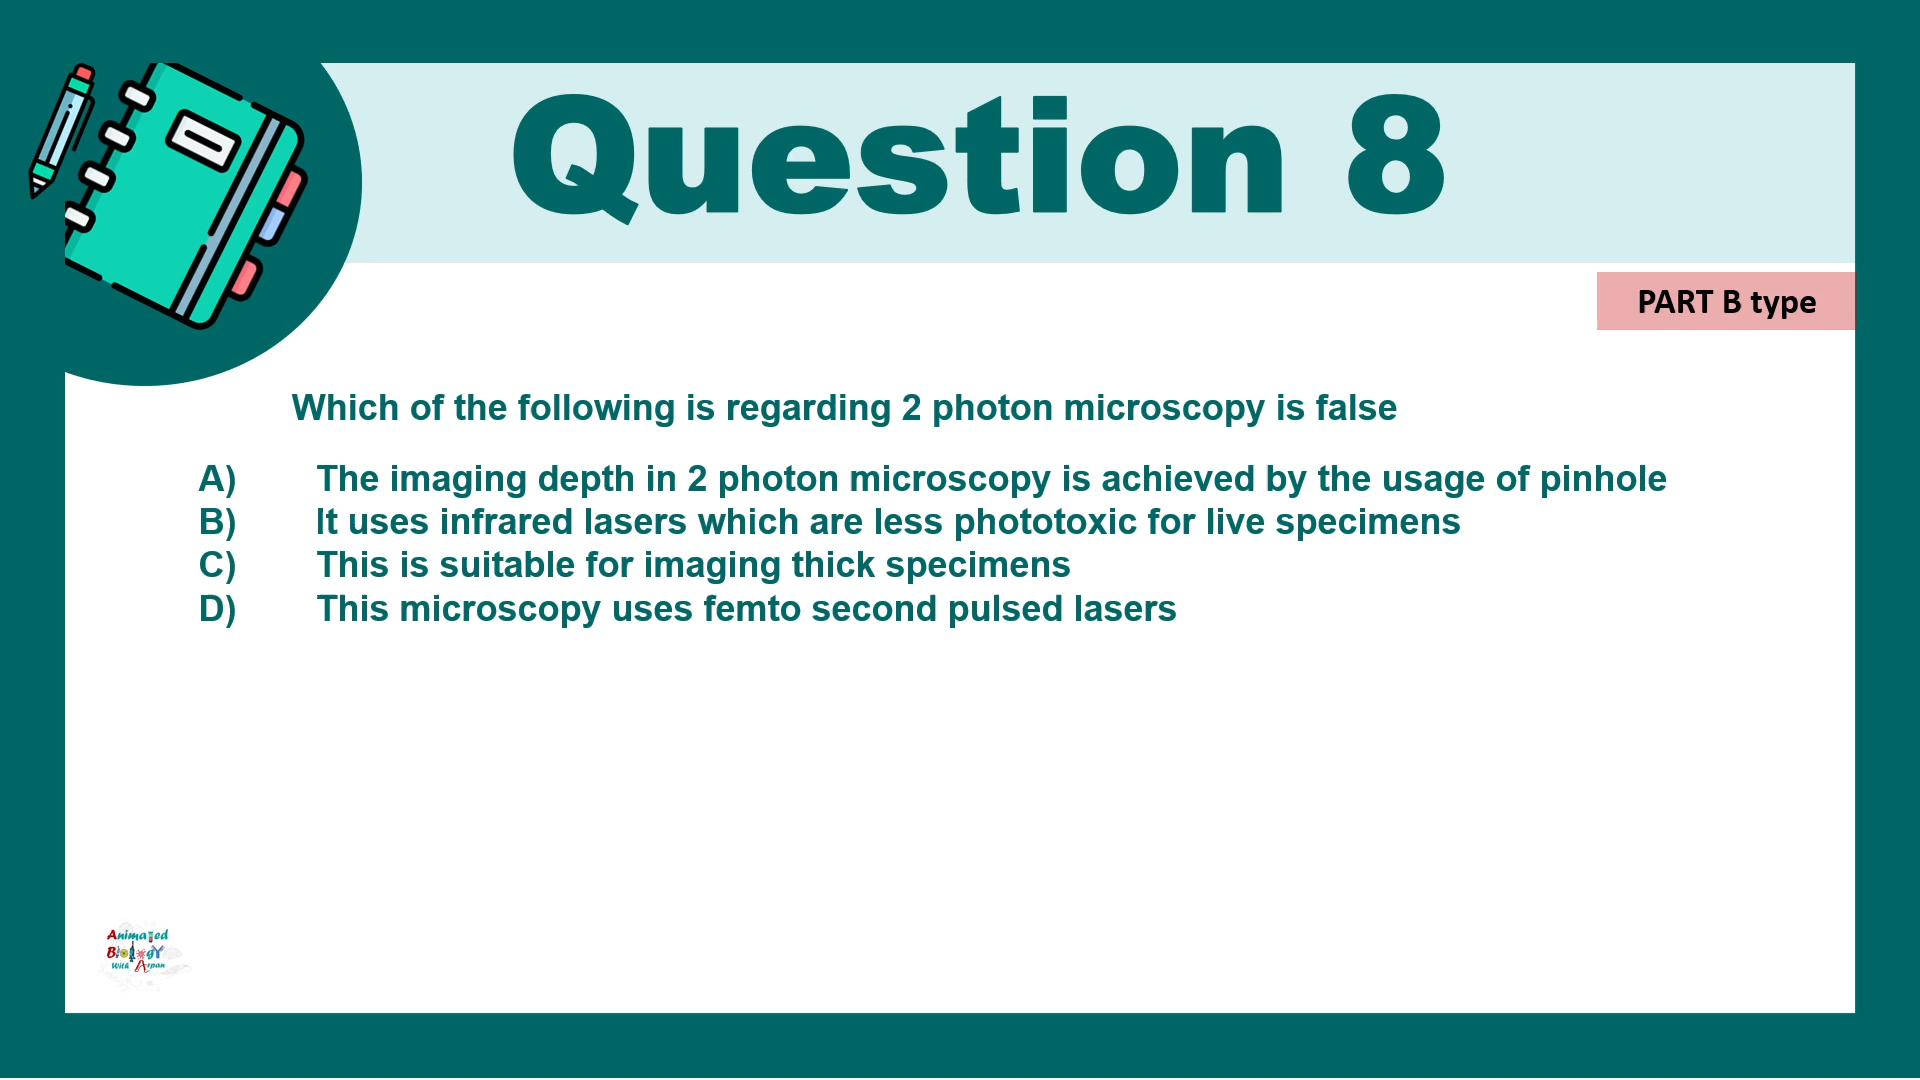 Question 8
PART B type
Which of the following is regarding 2 photon microscopy is false
A) The imaging depth in 2 photon microscopy is achieved by the usage of pinhole
B) It uses infrared lasers which are less phototoxic for live specimens
C) This is suitable for imaging thick specimens
D) This microscopy uses femto second pulsed lasers
Animated
Biology
With Arpan